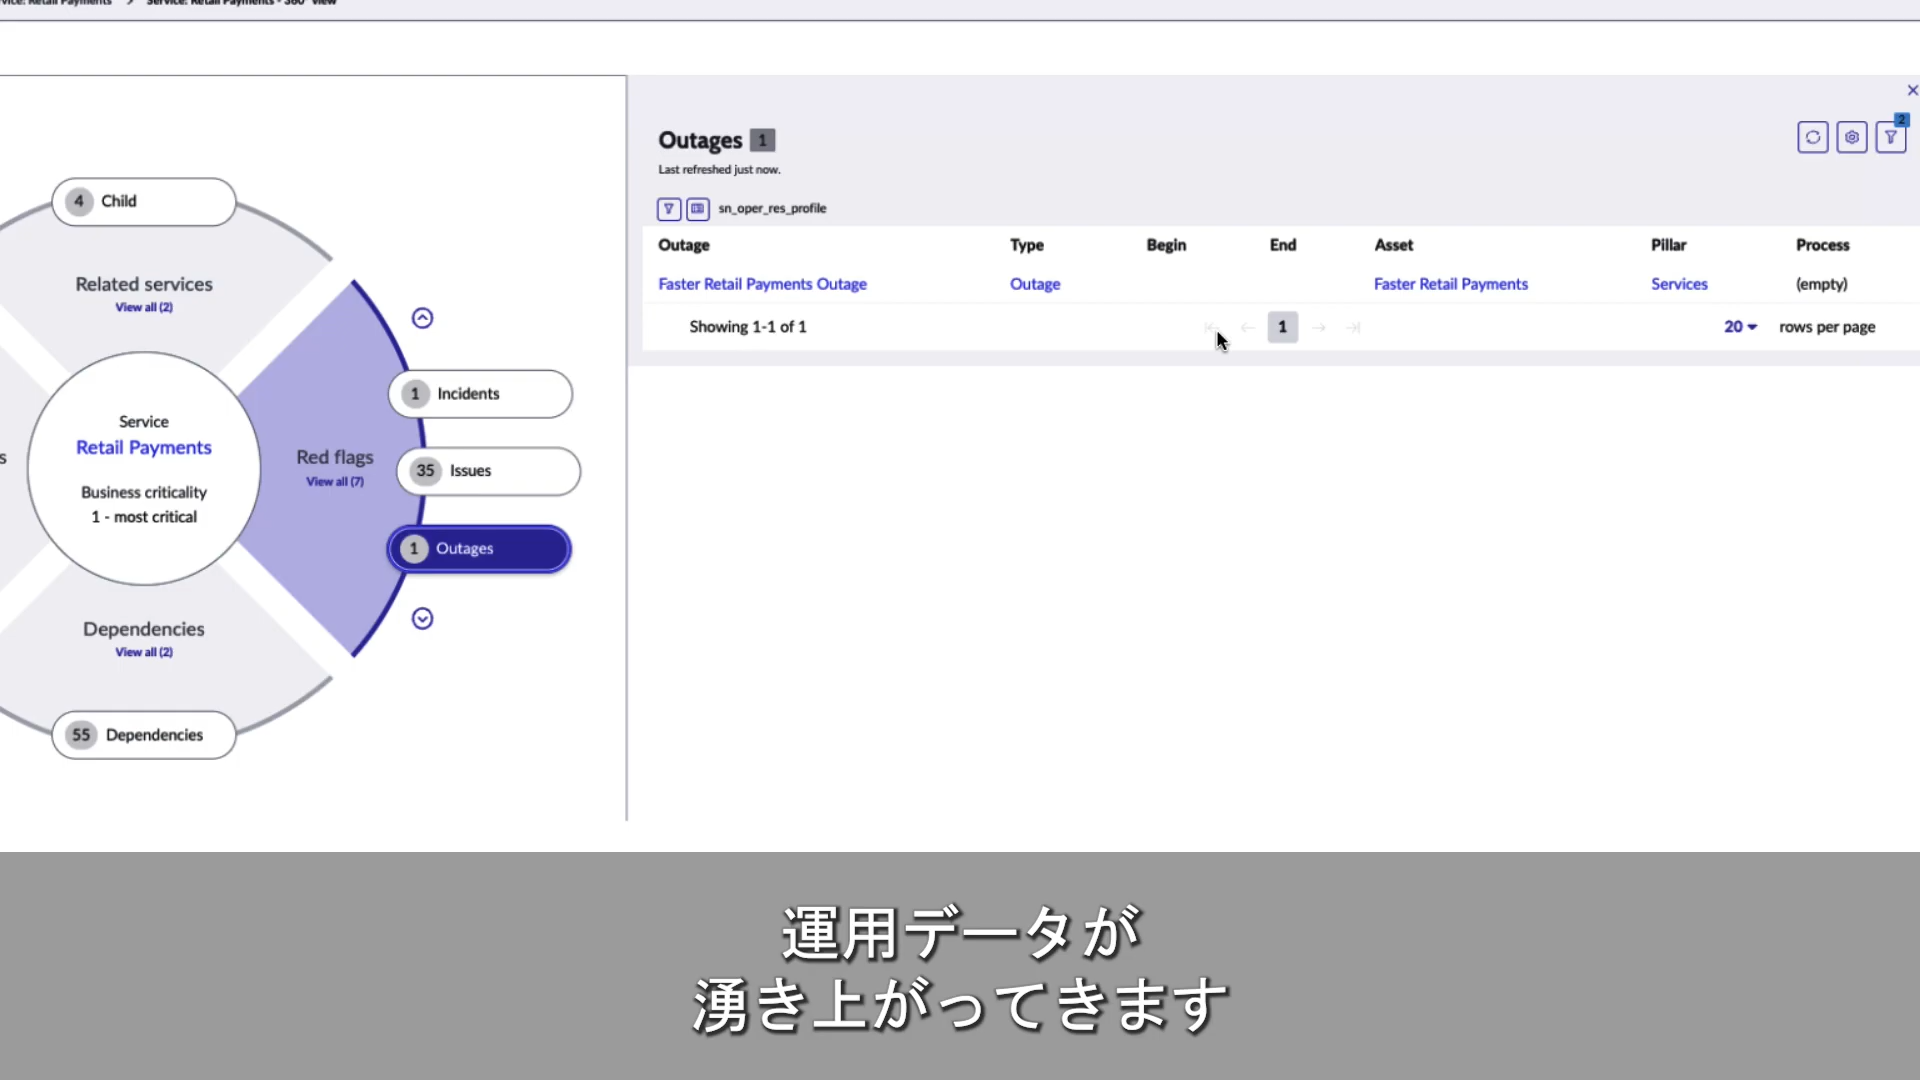 Service: Retail Payments - 360° view
4 Child
Related services
View all (2)
Service
Retail Payments
Business criticality
1 - most critical
Red flags
View all (7)
1 Incidents
35 Issues
1 Outages
Dependencies
View all (2)
55 Dependencies
Outages 1
Last refreshed just now.
2
sn_oper_res_profile
Outage Type Begin End Asset Pillar Process
Faster Retail Payments Outage Outage Faster Retail Payments Services (empty)
Showing 1-1 of 1 1 20 rows per page
運用データが
湧き上がってきます